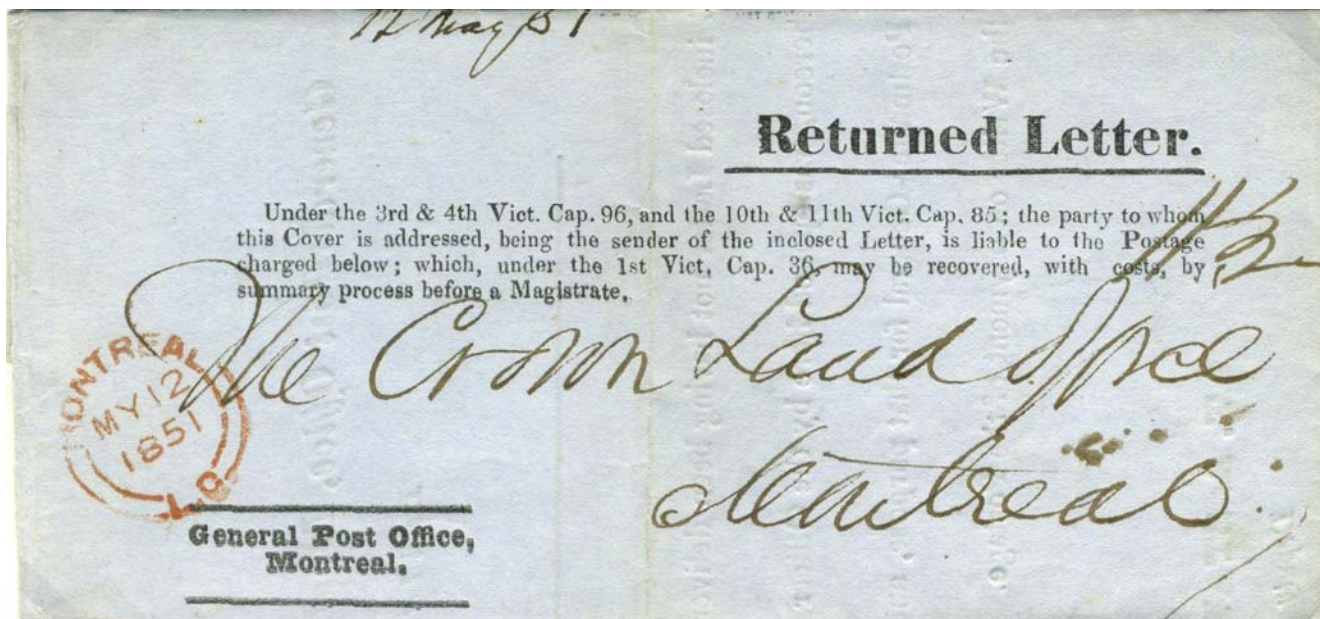 12 May 51
Returned Letter.
Under the 3rd & 4th Vict. Cap. 96, and the 10th & 11th Vict. Cap. 85; the party to whom
this Cover is addressed, being the sender of the inclosed Letter, is liable to the Postage
charged below; which, under the 1st Vict. Cap. 36, may be recovered, with costs, by
summary process before a Magistrate.
The Crown Land Office
Montreal
MONTREAL
MY 12
1851
L.C.
General Post Office,
Montreal.